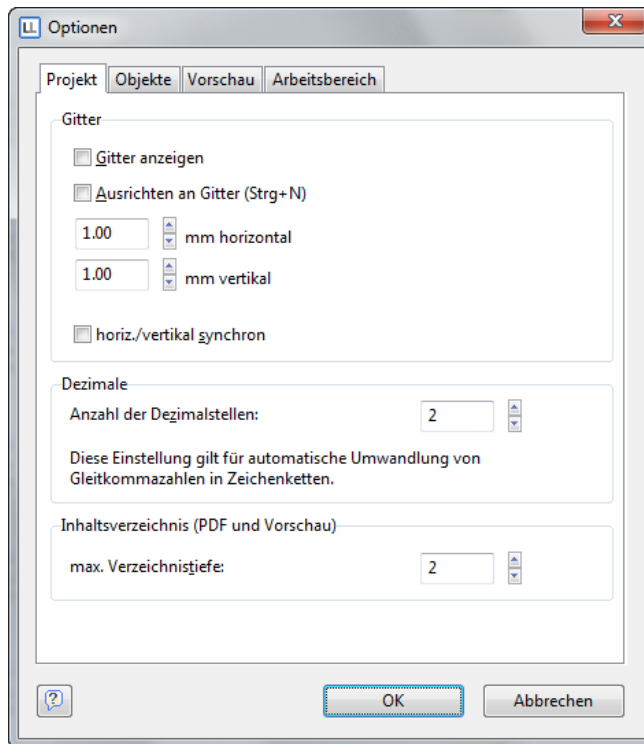 LL Optionen
Projekt Objekte Vorschau Arbeitsbereich
Gitter
Gitter anzeigen
Ausrichten an Gitter (Strg+N)
1.00 mm horizontal
1.00 mm vertikal
horiz./vertikal synchron
Dezimale
Anzahl der Dezimalstellen: 2
Diese Einstellung gilt für automatische Umwandlung von
Gleitkommazahlen in Zeichenketten.
Inhaltsverzeichnis (PDF und Vorschau)
max. Verzeichnistiefe: 2
? OK Abbrechen